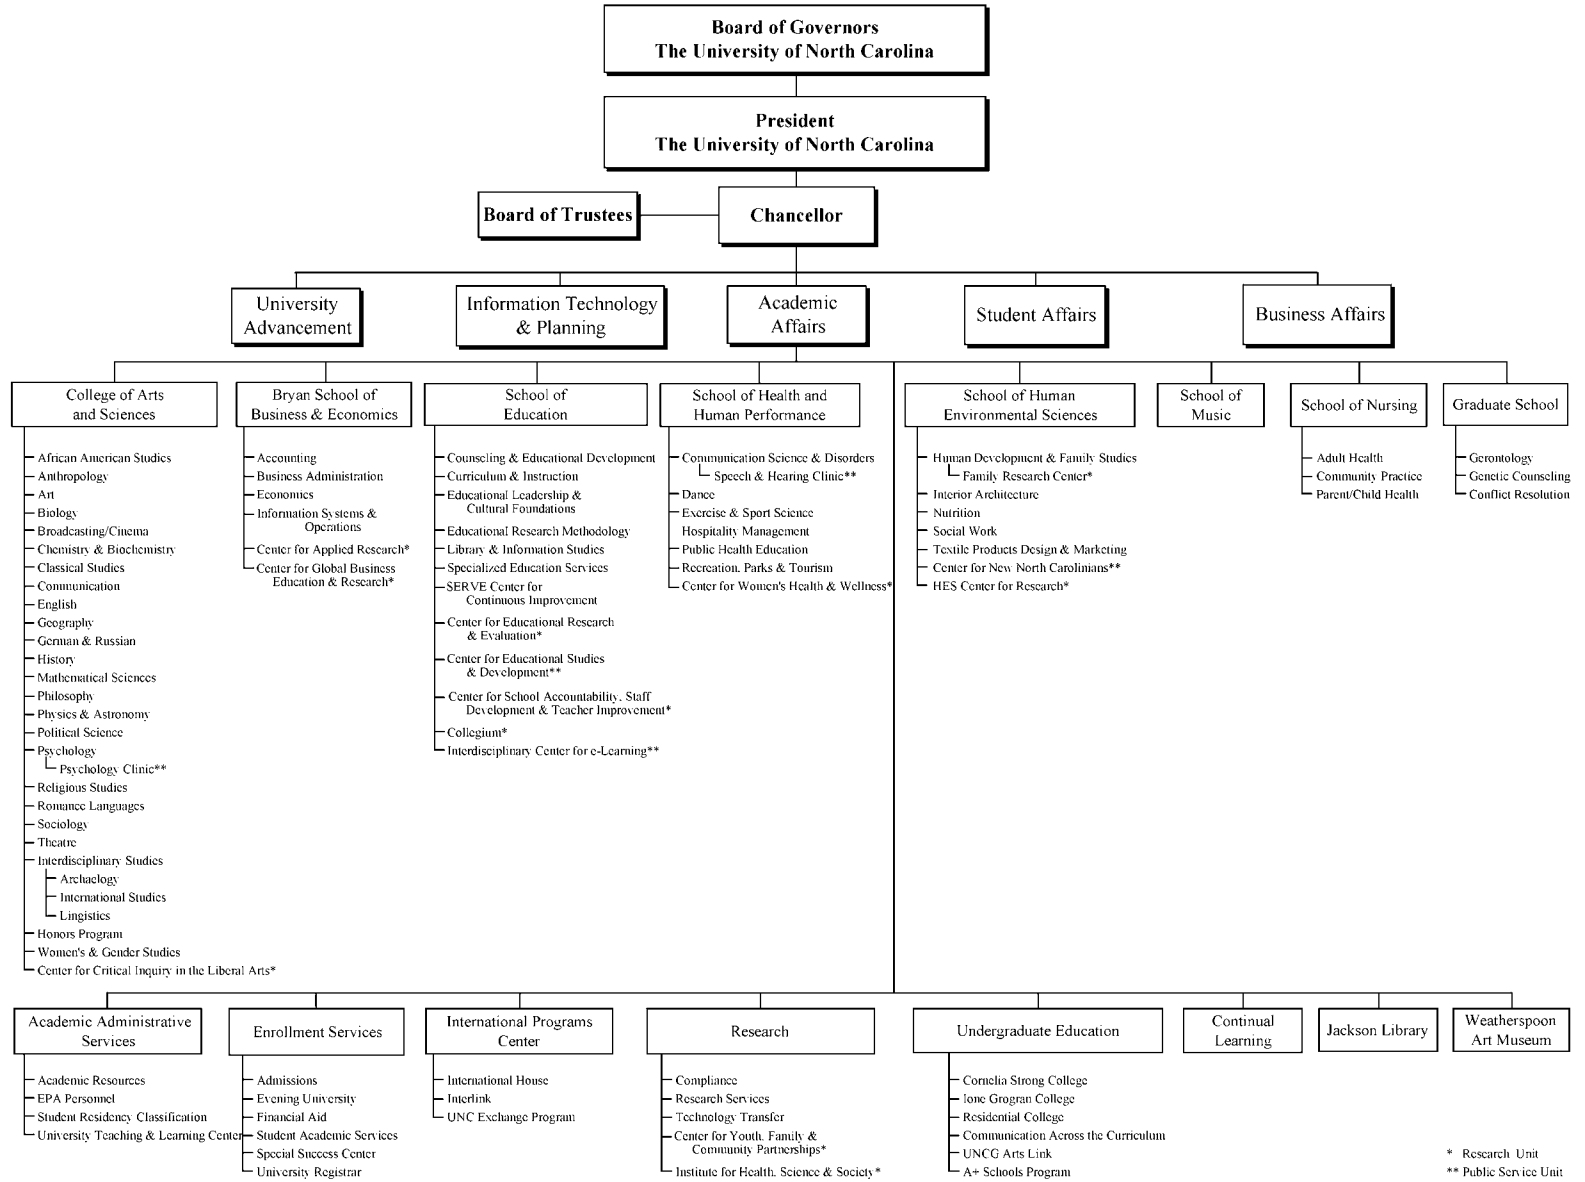 Board of Governors
The University of North Carolina
President
The University of North Carolina
Board of Trustees
Chancellor
University
Advancement
Information Technology
& Planning
Academic
Affairs
Student Affairs
Business Affairs
College of Arts
and Sciences
African American Studies
Anthropology
Art
Biology
Broadcasting/Cinema
Chemistry & Biochemistry
Classical Studies
Communication
English
Geography
German & Russian
History
Mathematical Sciences
Philosophy
Physics & Astronomy
Political Science
Psychology
Psychology Clinic**
Religious Studies
Romance Languages
Sociology
Theatre
Interdisciplinary Studies
Archaelogy
International Studies
Lingistics
Honors Program
Women's & Gender Studies
Center for Critical Inquiry in the Liberal Arts*
Bryan School of
Business & Economics
Accounting
Business Administration
Economics
Information Systems &
Operations
Center for Applied Research*
Center for Global Business
Education & Research*
School of
Education
Counseling & Educational Development
Curriculum & Instruction
Educational Leadership &
Cultural Foundations
Educational Research Methodology
Library & Information Studies
Specialized Education Services
SERVE Center for
Continuous Improvement
Center for Educational Research
& Evaluation*
Center for Educational Studies
& Development**
Center for School Accountability, Staff
Development & Teacher Improvement*
Collegium*
Interdisciplinary Center for e-Learning**
School of Health and
Human Performance
Communication Science & Disorders
Speech & Hearing Clinic**
Dance
Exercise & Sport Science
Hospitality Management
Public Health Education
Recreation, Parks & Tourism
Center for Women's Health & Wellness*
School of Human
Environmental Sciences
Human Development & Family Studies
Family Research Center*
Interior Architecture
Nutrition
Social Work
Textile Products Design & Marketing
Center for New North Carolinians**
HES Center for Research*
School of
Music
School of Nursing
Adult Health
Community Practice
Parent/Child Health
Graduate School
Gerontology
Genetic Counseling
Conflict Resolution
Academic Administrative
Services
Academic Resources
EPA Personnel
Student Residency Classification
University Teaching & Learning Center
Enrollment Services
Admissions
Evening University
Financial Aid
Student Academic Services
Special Success Center
University Registrar
International Programs
Center
International House
Interlink
UNC Exchange Program
Research
Compliance
Research Services
Technology Transfer
Center for Youth, Family &
Community Partnerships*
Institute for Health, Science & Society*
Undergraduate Education
Cornelia Strong College
Ione Grogran College
Residential College
Communication Across the Curriculum
UNCG Arts Link
A+ Schools Program
Continual
Learning
Jackson Library
Weatherspoon
Art Museum
* Research Unit
** Public Service Unit